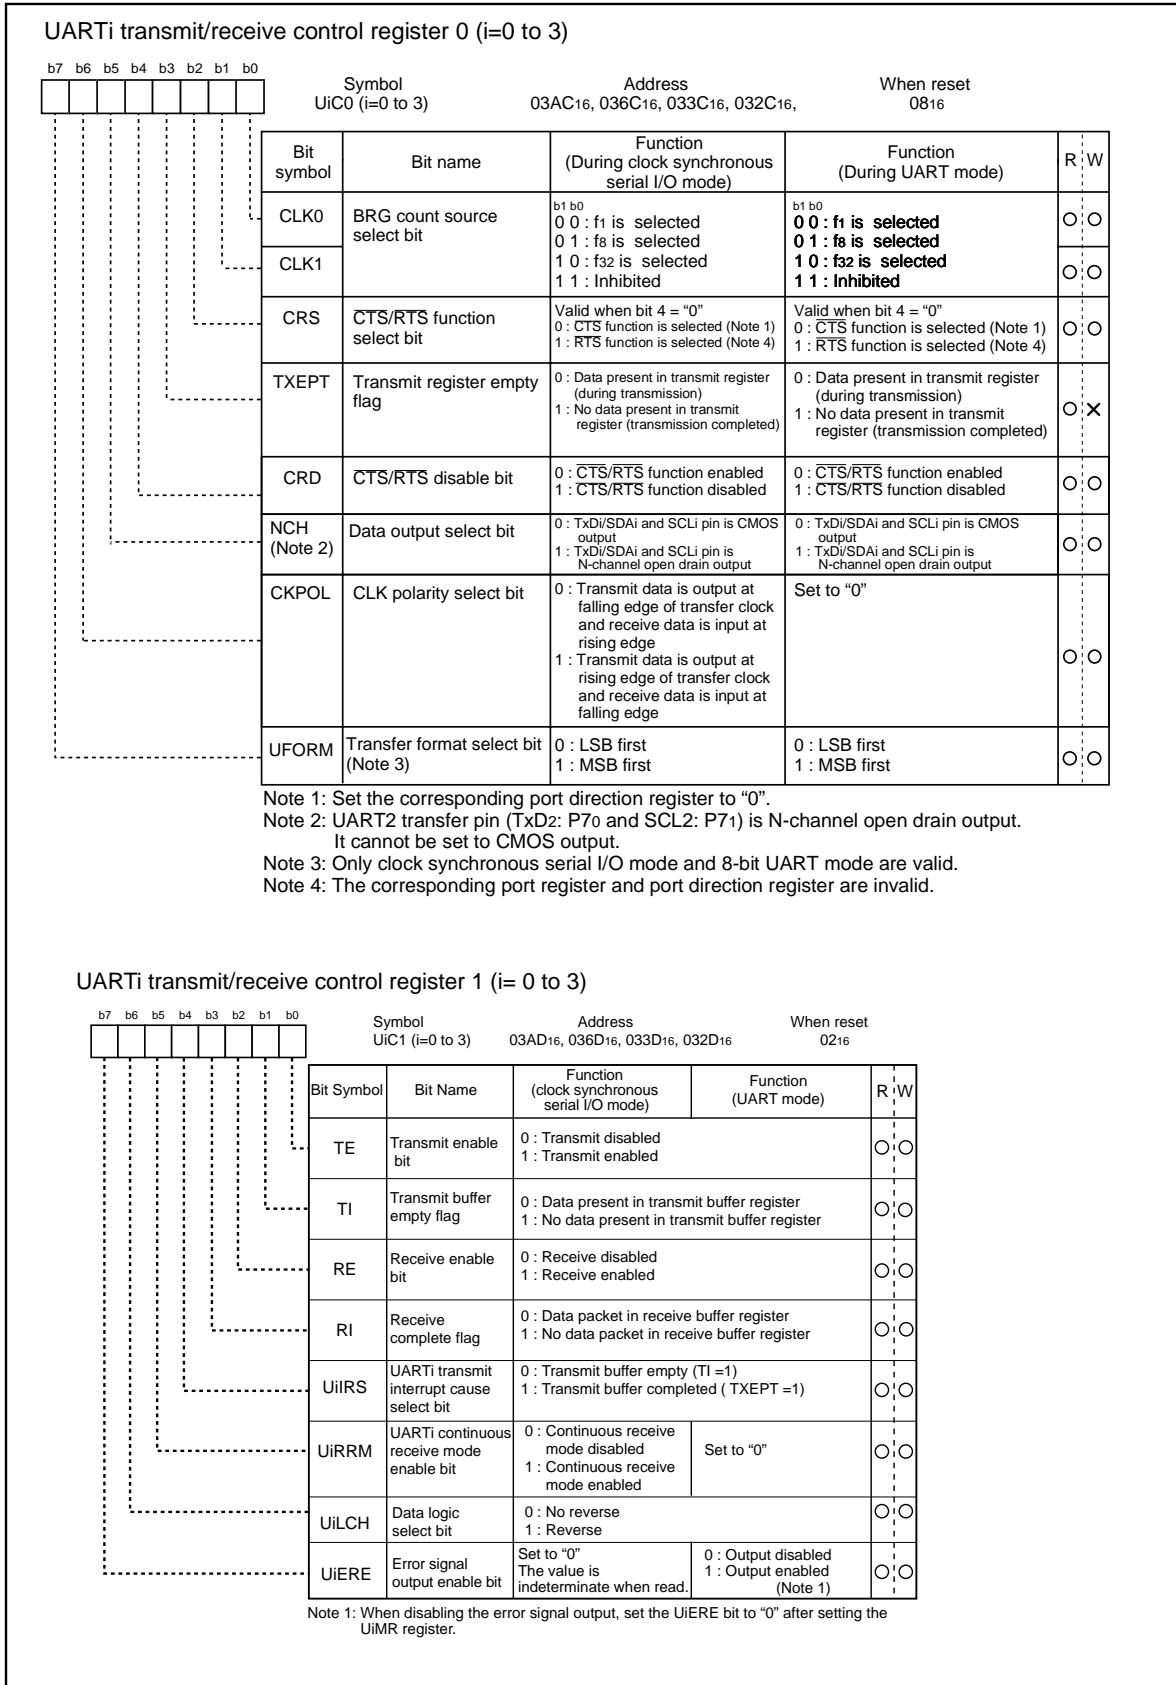 UARTi transmit/receive control register 0 (i=0 to 3)
b7 b6 b5 b4 b3 b2 b1 b0
Symbol Address When reset
UiC0 (i=0 to 3) 03AC16, 036C16, 033C16, 032C16, 0816
Bit symbol Bit name Function (During clock synchronous serial I/O mode) Function (During UART mode) R W
CLK0 BRG count source select bit
CLK1
b1 b0
0 0 : f1 is selected
0 1 : f8 is selected
1 0 : f32 is selected
1 1 : Inhibited
b1 b0
0 0 : f1 is selected
0 1 : f8 is selected
1 0 : f32 is selected
1 1 : Inhibited
CRS CTS/RTS function select bit
Valid when bit 4 = “0”
0 : CTS function is selected (Note 1)
1 : RTS function is selected (Note 4)
Valid when bit 4 = “0”
0 : CTS function is selected (Note 1)
1 : RTS function is selected (Note 4)
TXEPT Transmit register empty flag
0 : Data present in transmit register
(during transmission)
1 : No data present in transmit
register (transmission completed)
0 : Data present in transmit register
(during transmission)
1 : No data present in transmit
register (transmission completed)
CRD CTS/RTS disable bit
0 : CTS/RTS function enabled
1 : CTS/RTS function disabled
0 : CTS/RTS function enabled
1 : CTS/RTS function disabled
NCH (Note 2) Data output select bit
0 : TxDi/SDAi and SCLi pin is CMOS
output
1 : TxDi/SDAi and SCLi pin is
N-channel open drain output
0 : TxDi/SDAi and SCLi pin is CMOS
output
1 : TxDi/SDAi and SCLi pin is
N-channel open drain output
CKPOL CLK polarity select bit
0 : Transmit data is output at
falling edge of transfer clock
and receive data is input at
rising edge
1 : Transmit data is output at
rising edge of transfer clock
and receive data is input at
falling edge
Set to “0”
UFORM Transfer format select bit (Note 3)
0 : LSB first
1 : MSB first
0 : LSB first
1 : MSB first
Note 1: Set the corresponding port direction register to “0”.
Note 2: UART2 transfer pin (TxD2: P70 and SCL2: P71) is N-channel open drain output.
It cannot be set to CMOS output.
Note 3: Only clock synchronous serial I/O mode and 8-bit UART mode are valid.
Note 4: The corresponding port register and port direction register are invalid.
UARTi transmit/receive control register 1 (i= 0 to 3)
b7 b6 b5 b4 b3 b2 b1 b0
Symbol Address When reset
UiC1 (i=0 to 3) 03AD16, 036D16, 033D16, 032D16 0216
Bit Symbol Bit Name Function (clock synchronous serial I/O mode) Function (UART mode) R W
TE Transmit enable bit
0 : Transmit disabled
1 : Transmit enabled
TI Transmit buffer empty flag
0 : Data present in transmit buffer register
1 : No data present in transmit buffer register
RE Receive enable bit
0 : Receive disabled
1 : Receive enabled
RI Receive complete flag
0 : Data packet in receive buffer register
1 : No data packet in receive buffer register
UiIRS UARTi transmit interrupt cause select bit
0 : Transmit buffer empty (TI =1)
1 : Transmit buffer completed ( TXEPT =1)
UiRRM UARTi continuous receive mode enable bit
0 : Continuous receive
mode disabled
1 : Continuous receive
mode enabled
Set to “0”
UiLCH Data logic select bit
0 : No reverse
1 : Reverse
UiERE Error signal output enable bit
Set to “0”
The value is
indeterminate when read.
0 : Output disabled
1 : Output enabled
(Note 1)
Note 1: When disabling the error signal output, set the UiERE bit to “0” after setting the
UiMR register.